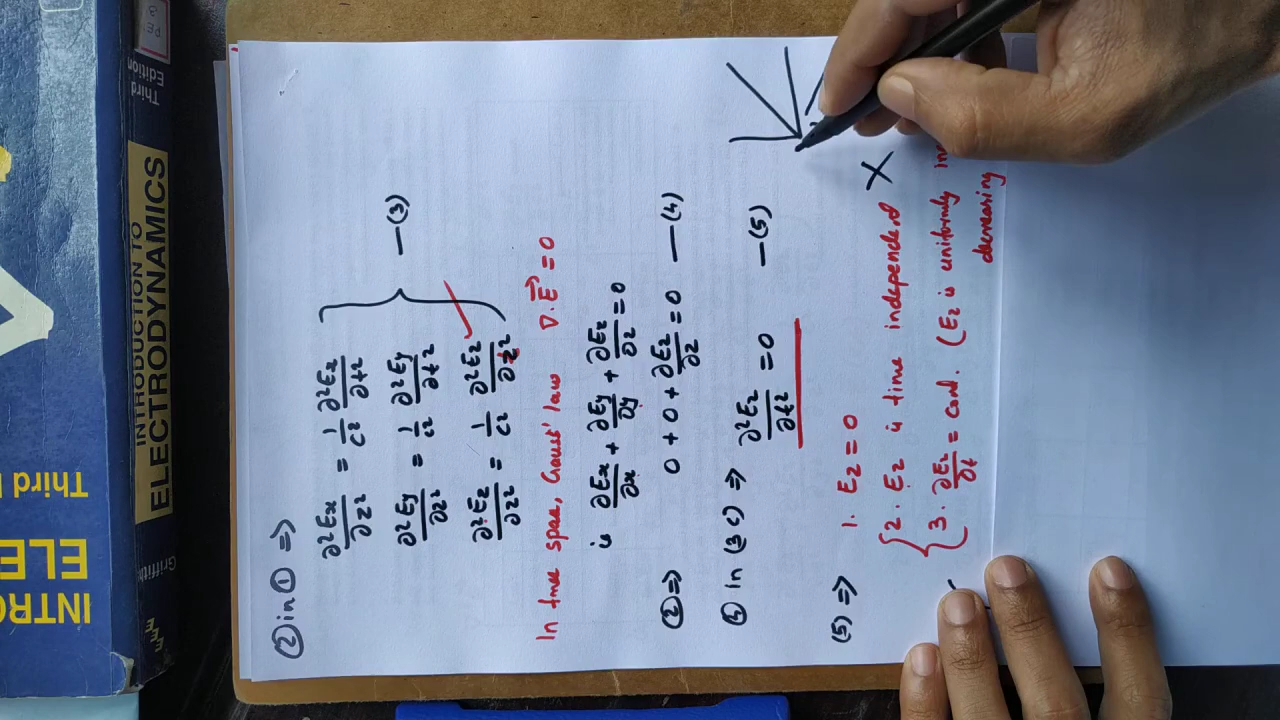 ② in ① ⇒
∂²Ex/∂z² = 1/c² ∂²Ex/∂t²
∂²Ey/∂z² = 1/c² ∂²Ey/∂t² —(3)
∂²Ez/∂z² = 1/c² ∂²Ez/∂t²
In free space, Gauss' law ∇.E⃗ = 0
is ∂Ex/∂x + ∂Ey/∂y + ∂Ez/∂z = 0
②⇒ 0 + 0 + ∂Ez/∂z = 0 —(4)
④ in (3c) ⇒ ∂²Ez/∂t² = 0 —(5)
(5) ⇒ 1. Ez = 0
2. Ez is time independent X
3. ∂Ez/∂t = const. (Ez is uniformly
decreasing
INTRODUCTION TO
ELECTRODYNAMICS
Third
Edition
Griffiths
Third
ELE
INTRO
PE
3